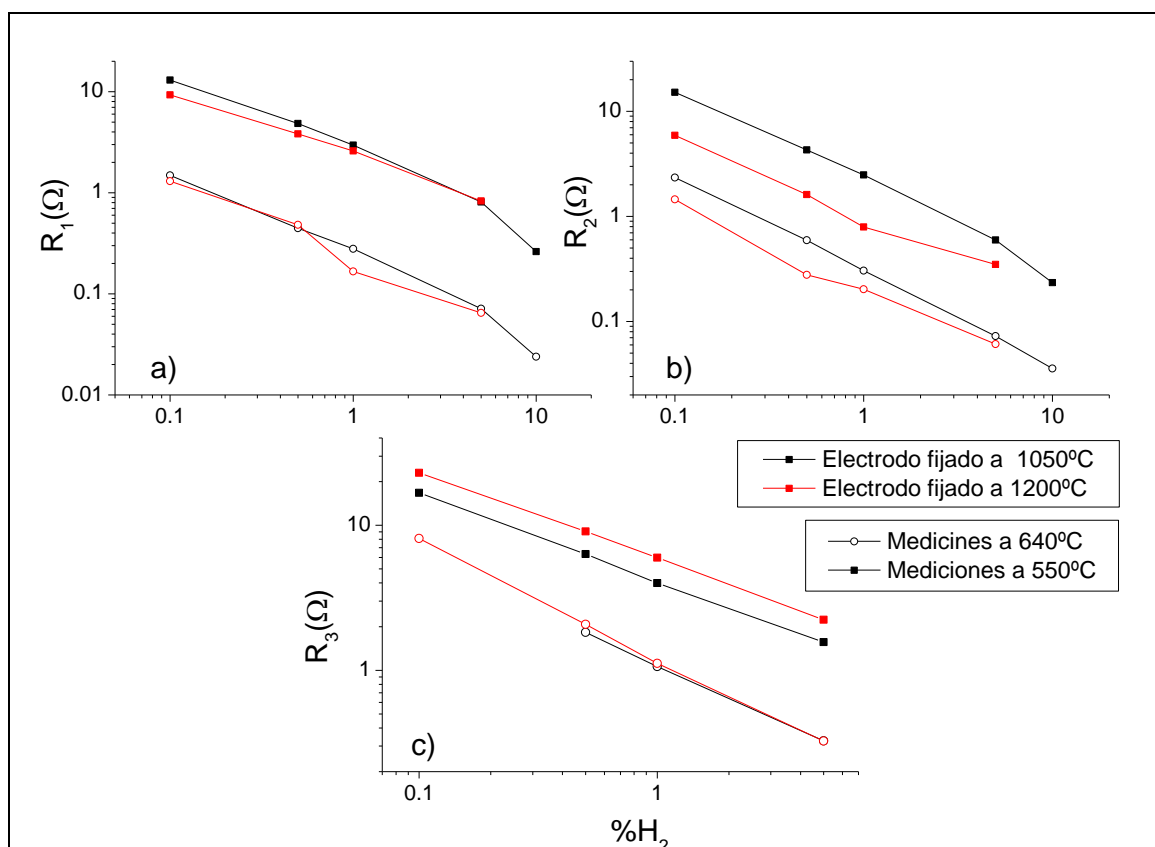 10
1
0.1
0.01
R1(Ω)
a)
0.1
1
10
10
1
0.1
R2(Ω)
b)
0.1
1
10
Electrodo fijado a 1050ºC
Electrodo fijado a 1200ºC
Medicines a 640ºC
Mediciones a 550ºC
10
1
R3(Ω)
c)
0.1
1
%H2